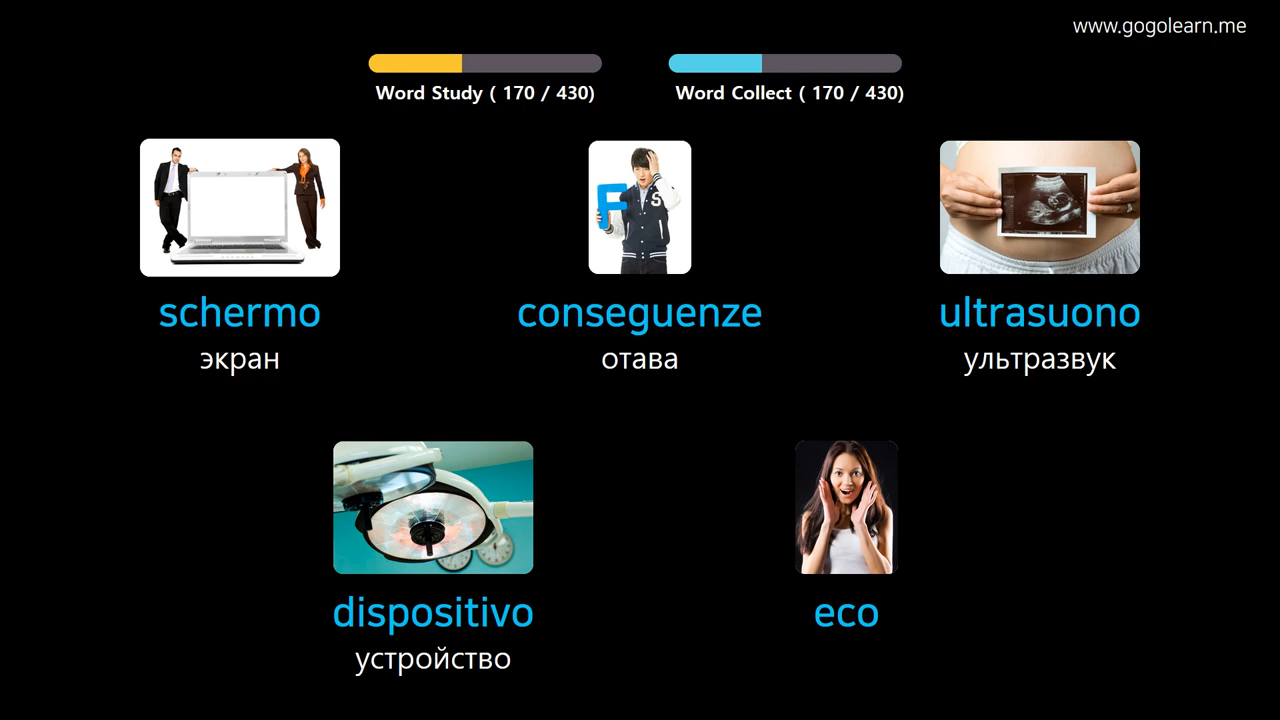 www.gogolearn.me
Word Study ( 170 / 430)
Word Collect ( 170 / 430)
F
S
schermo
conseguenze
ultrasuono
экран
отава
ультразвук
dispositivo
eco
устройство